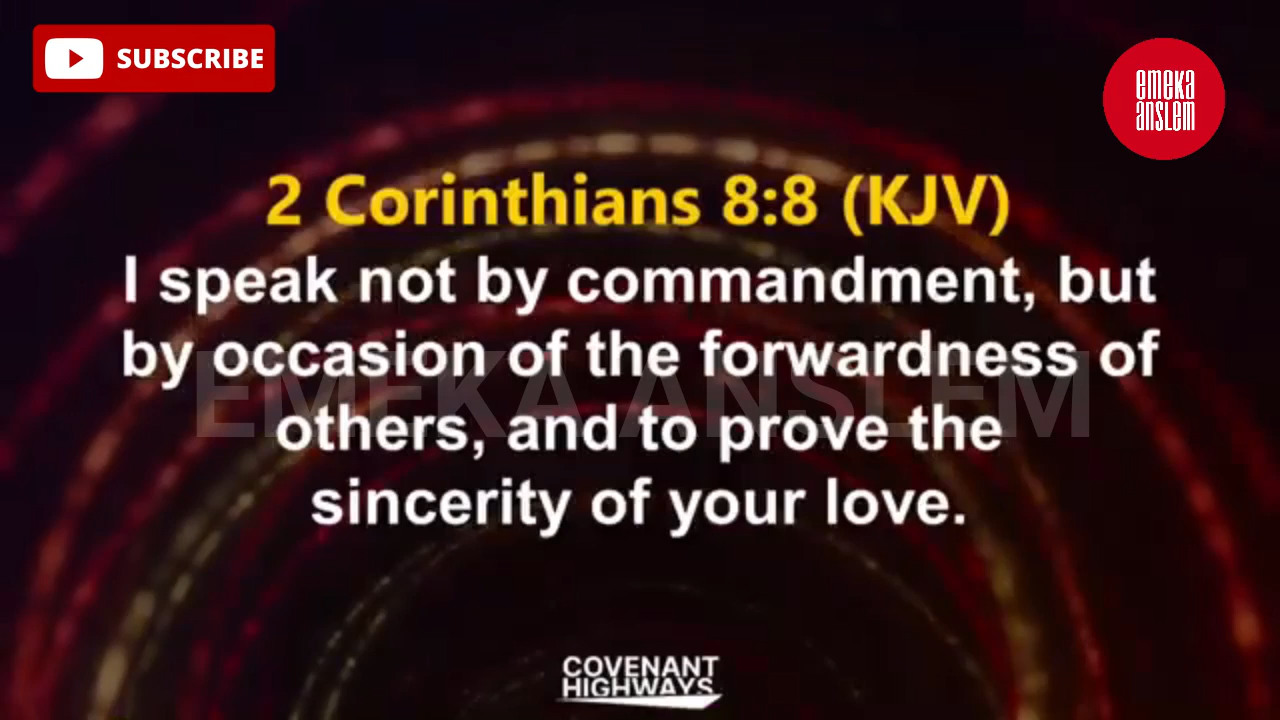 SUBSCRIBE
emeka
anslem
2 Corinthians 8:8 (KJV)
I speak not by commandment, but
by occasion of the forwardness of
EMEKA ANSLEM
others, and to prove the
sincerity of your love.
COVENANT
HIGHWAYS